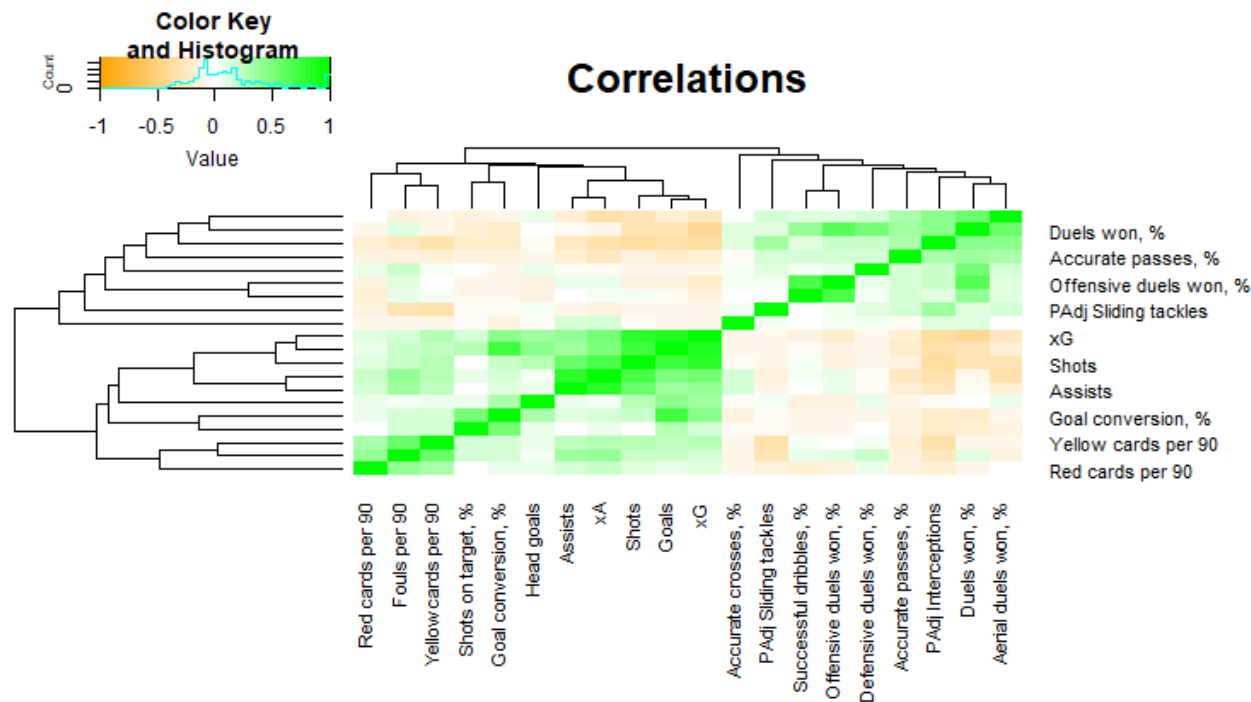 Color Key
and Histogram
Count
0
-1 -0.5 0 0.5 1
Value
Correlations
Duels won, %
Accurate passes, %
Offensive duels won, %
PAdj Sliding tackles
xG
Shots
Assists
Goal conversion, %
Yellow cards per 90
Red cards per 90
Red cards per 90
Fouls per 90
Yellow cards per 90
Shots on target, %
Goal conversion, %
Head goals
Assists
xA
Shots
Goals
xG
Accurate crosses, %
PAdj Sliding tackles
Successful dribbles, %
Offensive duels won, %
Defensive duels won, %
Accurate passes, %
PAdj Interceptions
Duels won, %
Aerial duels won, %